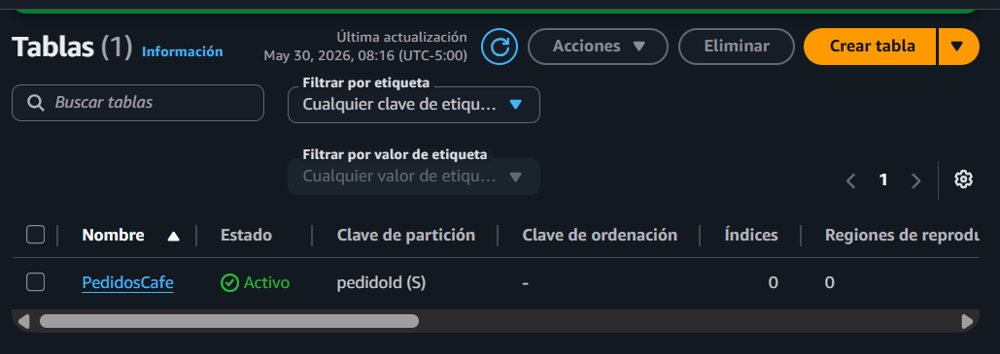 Tablas (1) Información
Última actualización
May 30, 2026, 08:16 (UTC-5:00)
Acciones
Eliminar
Crear tabla
Buscar tablas
Filtrar por etiqueta
Cualquier clave de etiqu...
Filtrar por valor de etiqueta
Cualquier valor de etiqu...
1
Nombre Estado Clave de partición Clave de ordenación Índices Regiones de reprodu
PedidosCafe Activo pedidoId (S) - 0 0